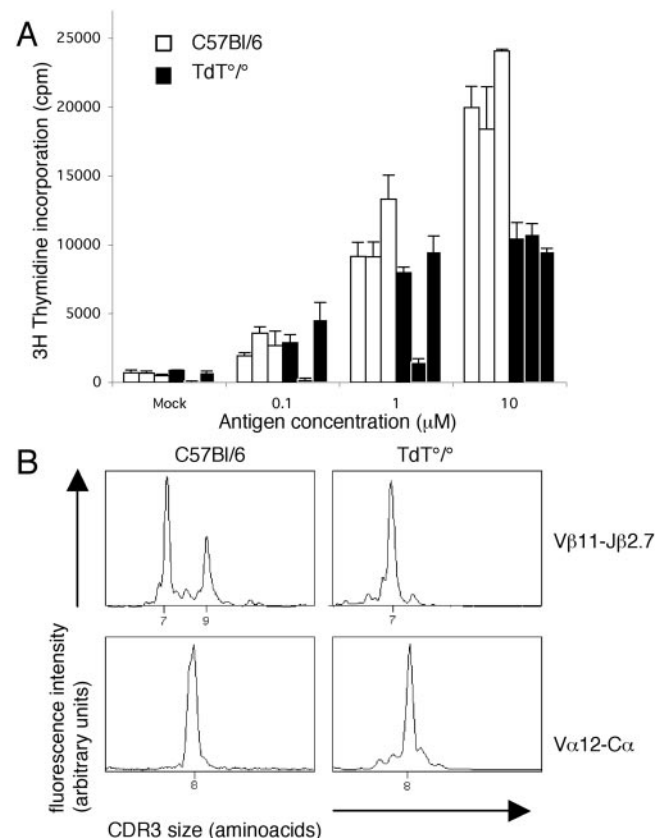 A
3H Thymidine incorporation (cpm)
25000
20000
15000
10000
5000
0
C57Bl/6
TdT°/°
Mock
0.1
1
10
Antigen concentration (μM)
B
C57Bl/6
TdT°/°
fluorescence intensity
(arbitrary units)
7
9
7
Vβ11-Jβ2.7
8
8
Vα12-Cα
CDR3 size (aminoacids)